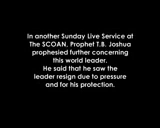 In another Sunday Live Service at
The SCOAN, Prophet T.B. Joshua
prophesied further concerning
this world leader.
He said that he saw the
leader resign due to pressure
and for his protection.